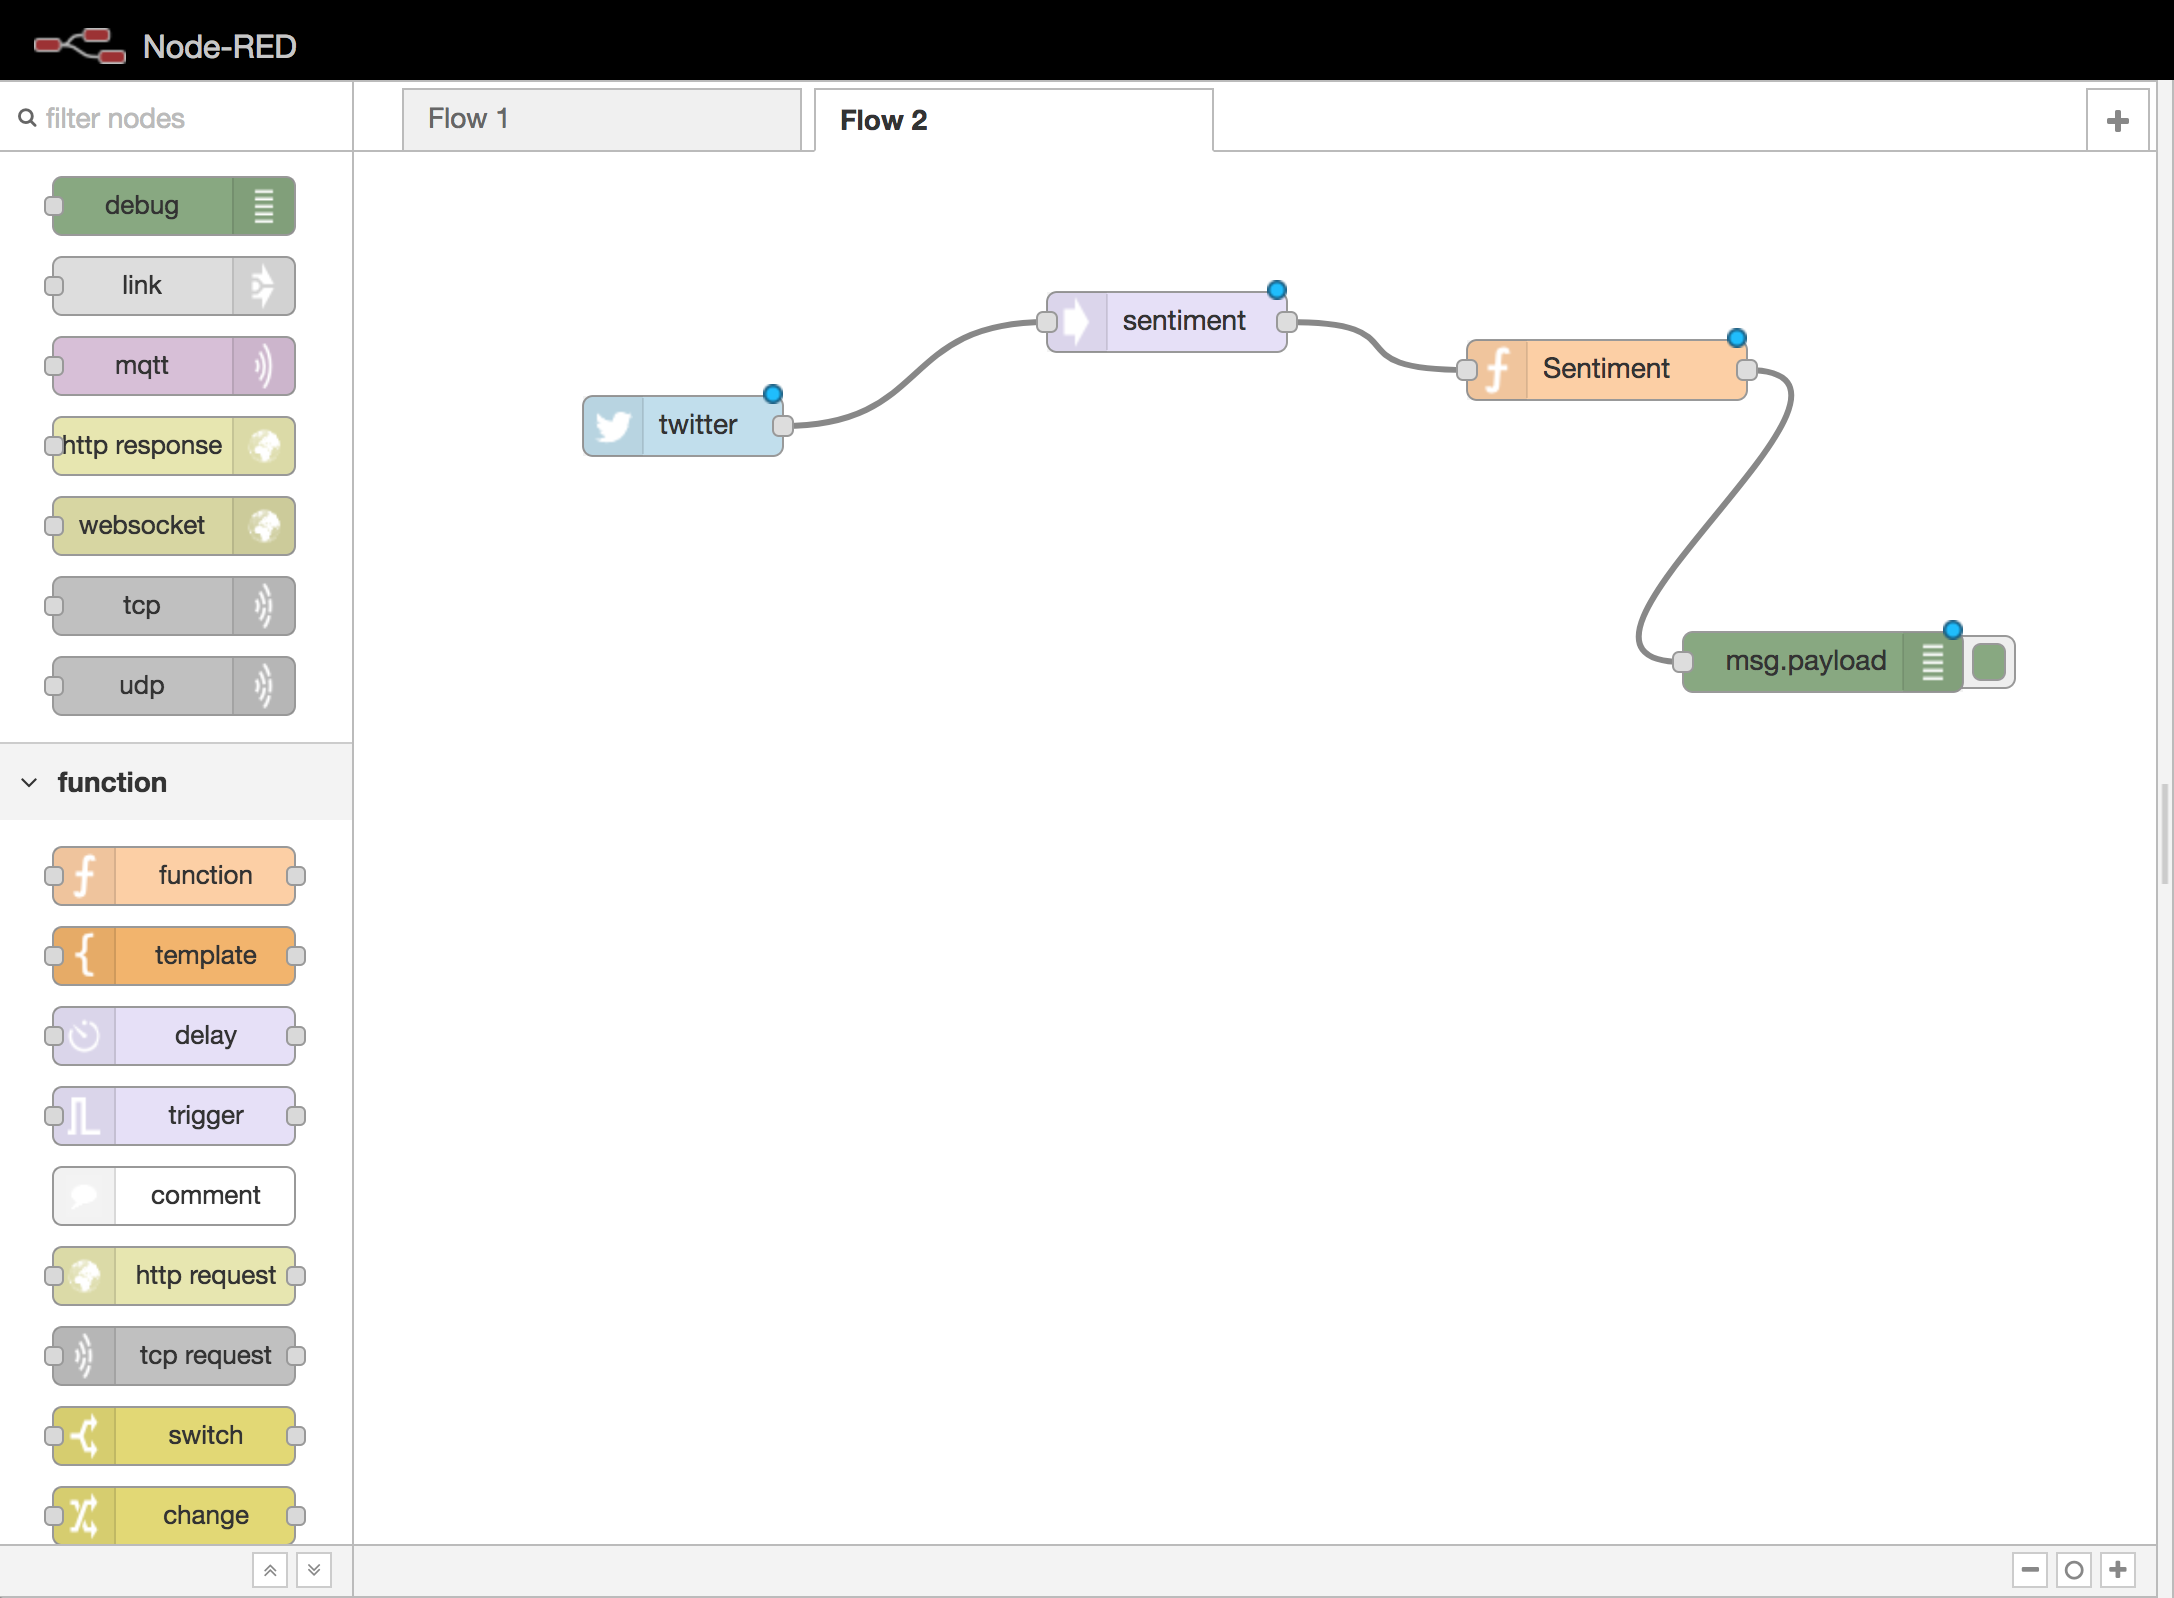 Node-RED
filter nodes
Flow 1
Flow 2
debug
link
mqtt
http response
websocket
tcp
udp
function
function
template
delay
trigger
comment
http request
tcp request
switch
change
twitter
sentiment
Sentiment
msg.payload